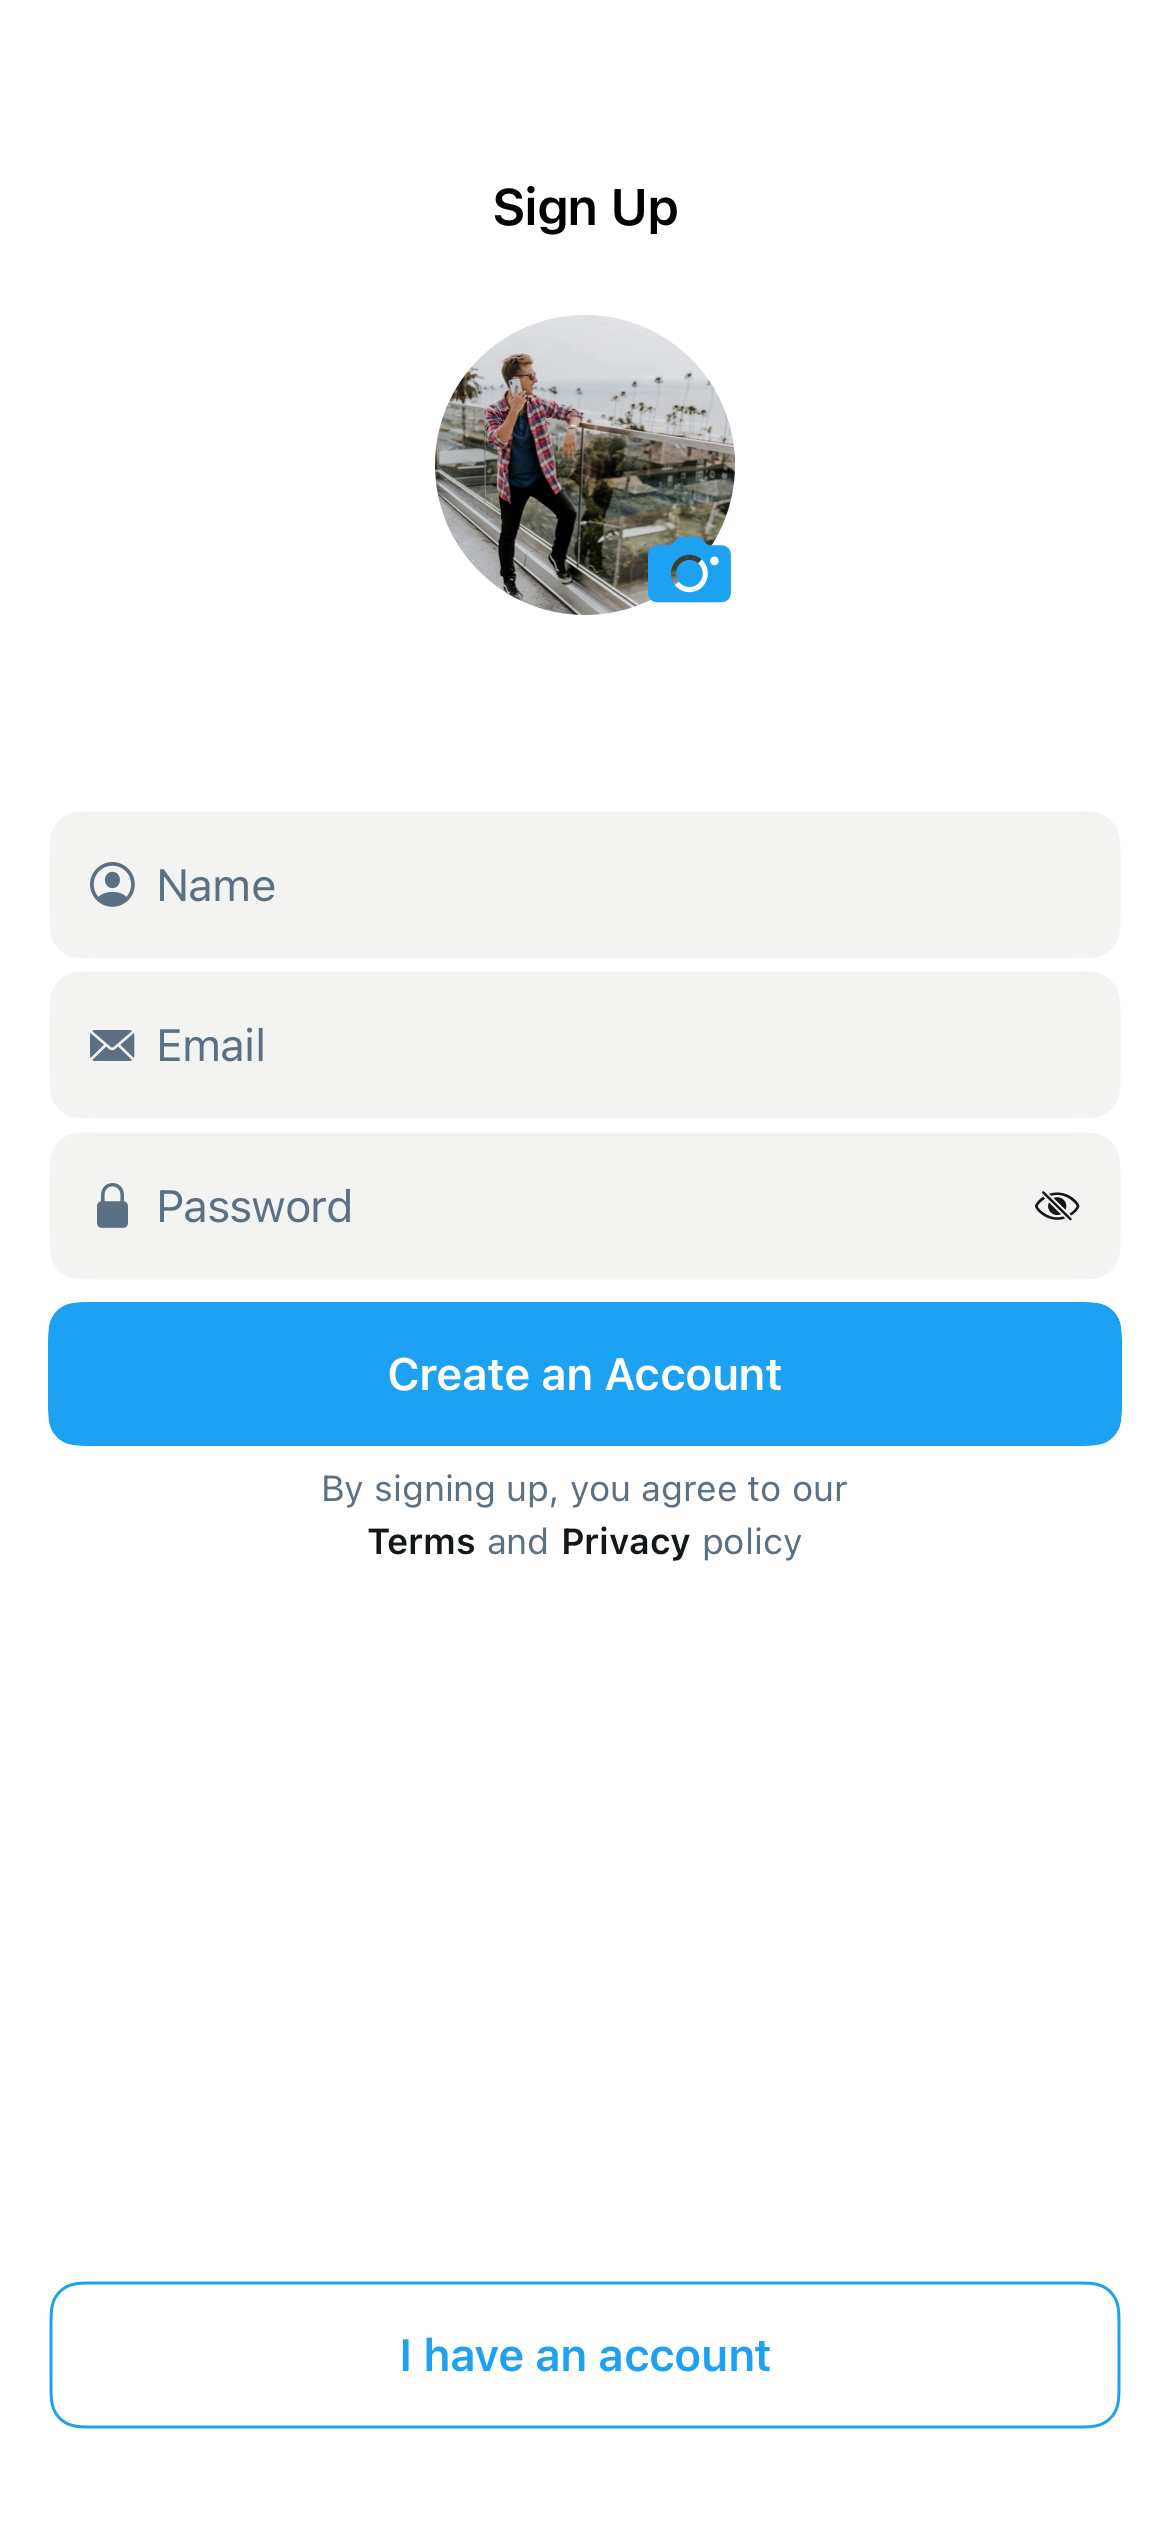 Sign Up
Name
Email
Password
Create an Account
By signing up, you agree to our
Terms and Privacy policy
I have an account